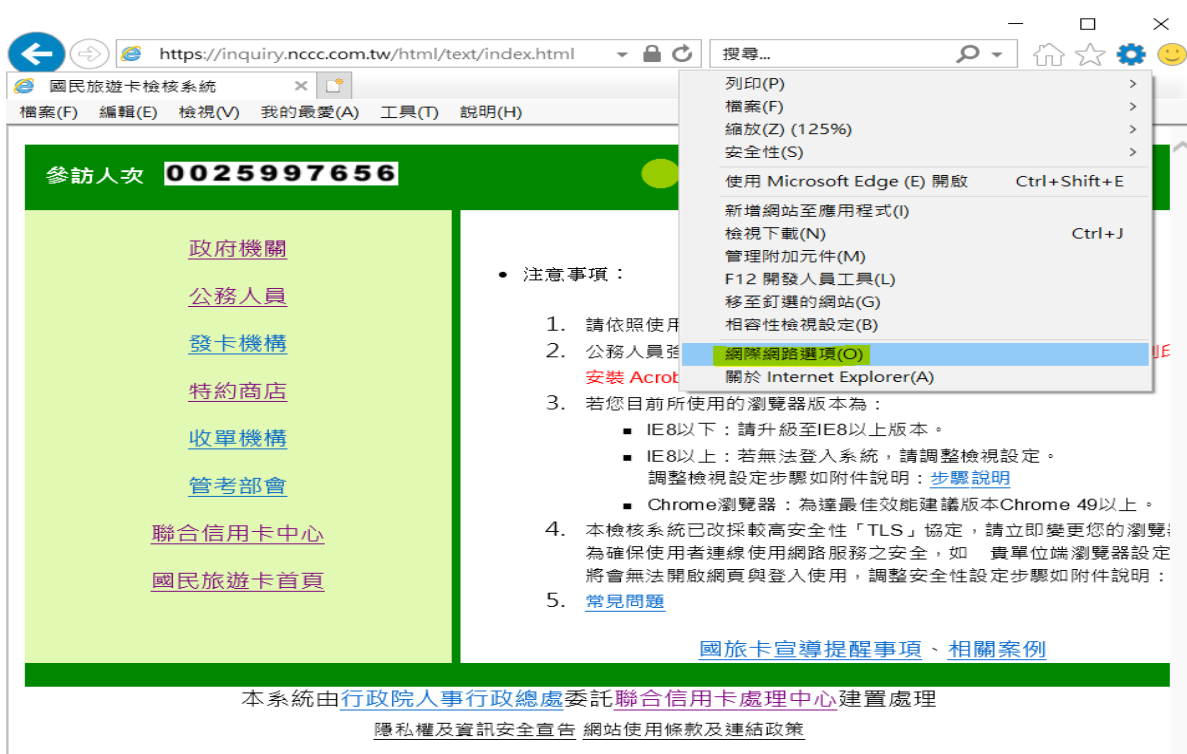 https://inquiry.nccc.com.tw/html/text/index.html
搜尋...
國民旅遊卡檢核系統
檔案(F) 編輯(E) 檢視(V) 我的最愛(A) 工具(T) 說明(H)
列印(P)
檔案(F)
縮放(Z) (125%)
安全性(S)
使用 Microsoft Edge (E) 開啟 Ctrl+Shift+E
新增網站至應用程式(I)
檢視下載(N) Ctrl+J
管理附加元件(M)
F12 開發人員工具(L)
移至釘選的網站(G)
相容性檢視設定(B)
網際網路選項(O)
關於 Internet Explorer(A)
參訪人次 0025997656
政府機關
公務人員
發卡機構
特約商店
收單機構
管考部會
聯合信用卡中心
國民旅遊卡首頁
注意事項：
1. 請依照使用
2. 公務人員強
安裝 Acrob
3. 若您目前所使用的瀏覽器版本為：
IE8以下：請升級至IE8以上版本。
IE8以上：若無法登入系統，請調整檢視設定。
調整檢視設定步驟如附件說明：步驟說明
Chrome瀏覽器：為達最佳效能建議版本Chrome 49以上。
4. 本檢核系統已改採較高安全性「TLS」協定，請立即變更您的瀏覽
為確保使用者連線使用網路服務之安全，如 貴單位端瀏覽器設定
將會無法開啟網頁與登入使用，調整安全性設定步驟如附件說明：
5. 常見問題
國旅卡宣導提醒事項、相關案例
本系統由行政院人事行政總處委託聯合信用卡處理中心建置處理
隱私權及資訊安全宣告 網站使用條款及連結政策